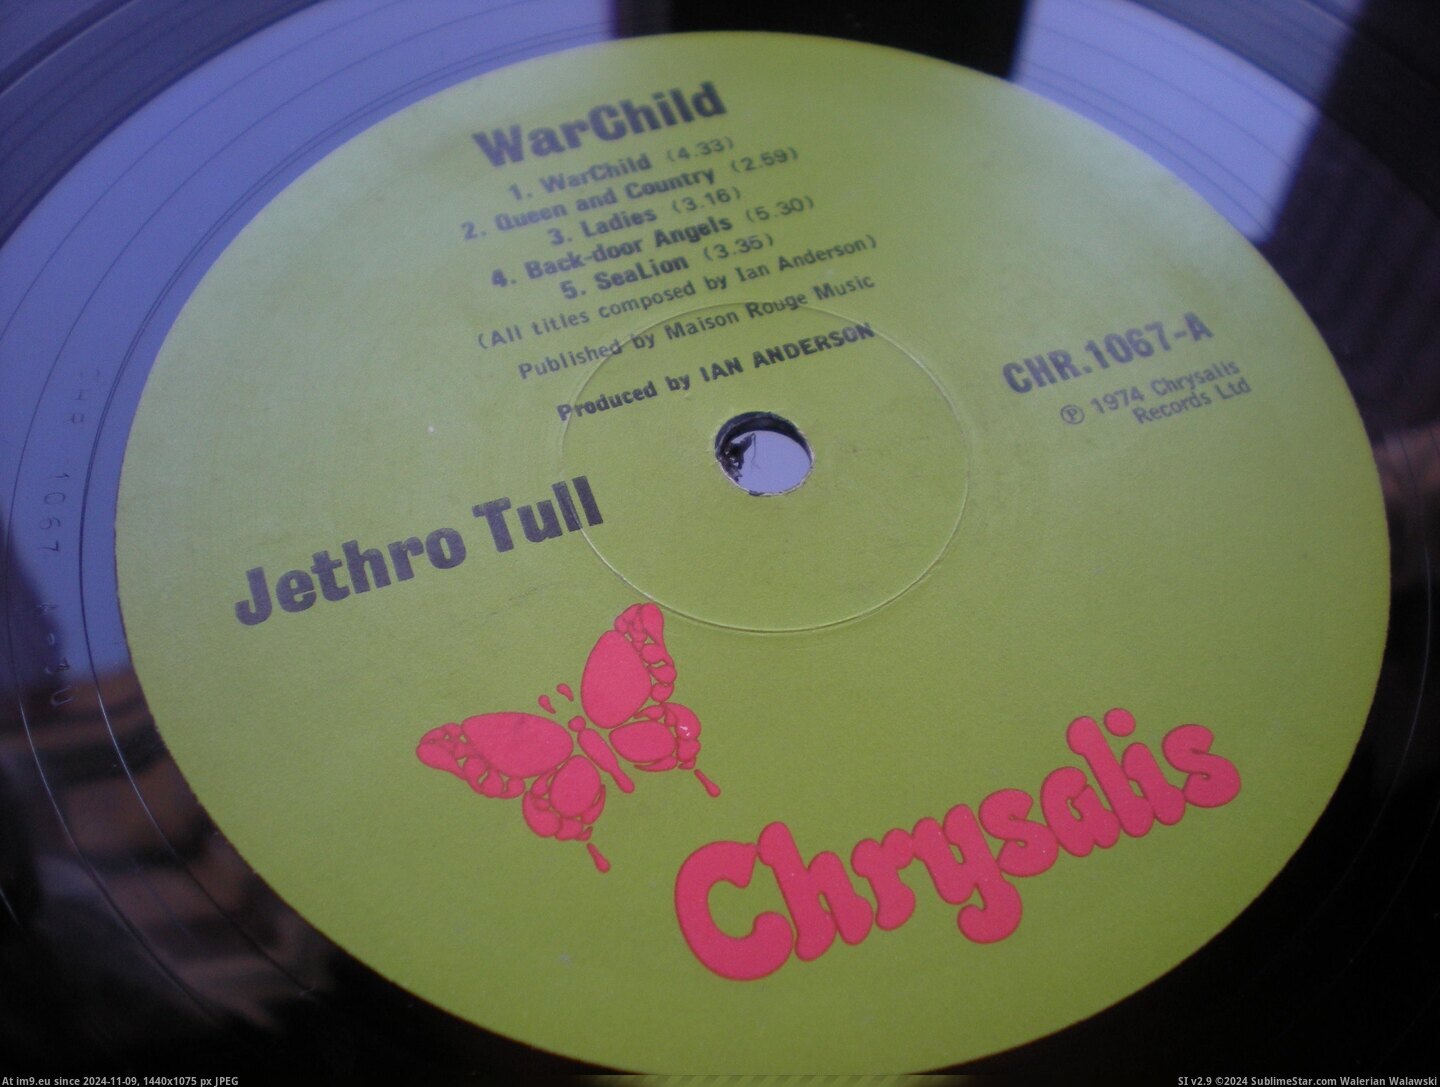 WarChild
1. WarChild (4.33)
2. Queen and Country (2.59)
3. Ladies (3.16)
4. Back-door Angels (5.30)
5. SeaLion (3.35)
(All titles composed by Ian Anderson)
Published by Maison Rouge Music
Produced by IAN ANDERSON
CHR.1067-A
℗ 1974 Chrysalis
Records Ltd
Jethro Tull
Chrysalis
1067
At im9.eu since 2024-11-09, 1440x1075 px JPEG
SI v2.9 ©2024 SublimeStar.com Walerian Walawski